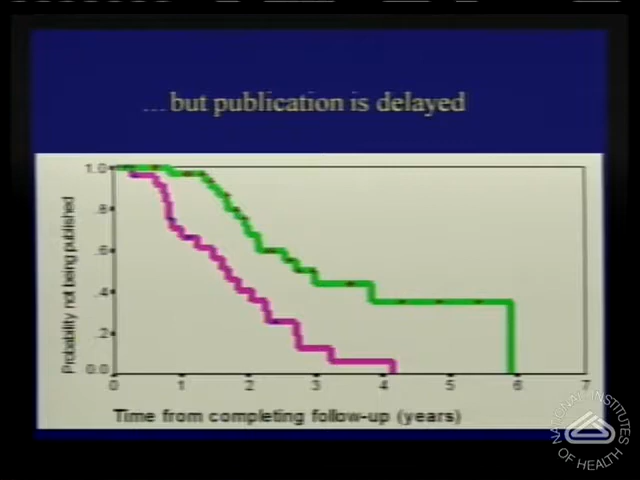 ...but publication is delayed
Probability not being published
1.0
.8
.6
.4
.2
0.0
0 1 2 3 4 5 6 7
Time from completing follow-up (years)
NATIONAL INSTITUTES
OF HEALTH